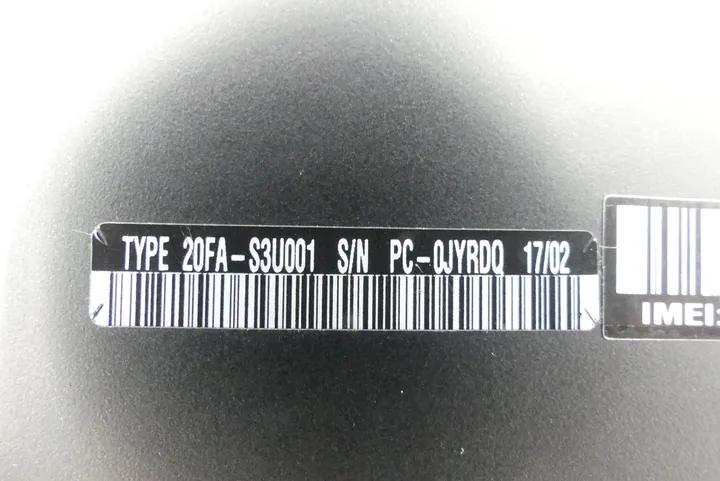 TYPE 20FA-S3U001 S/N PC-0JYRDQ 17/02
IMEI: